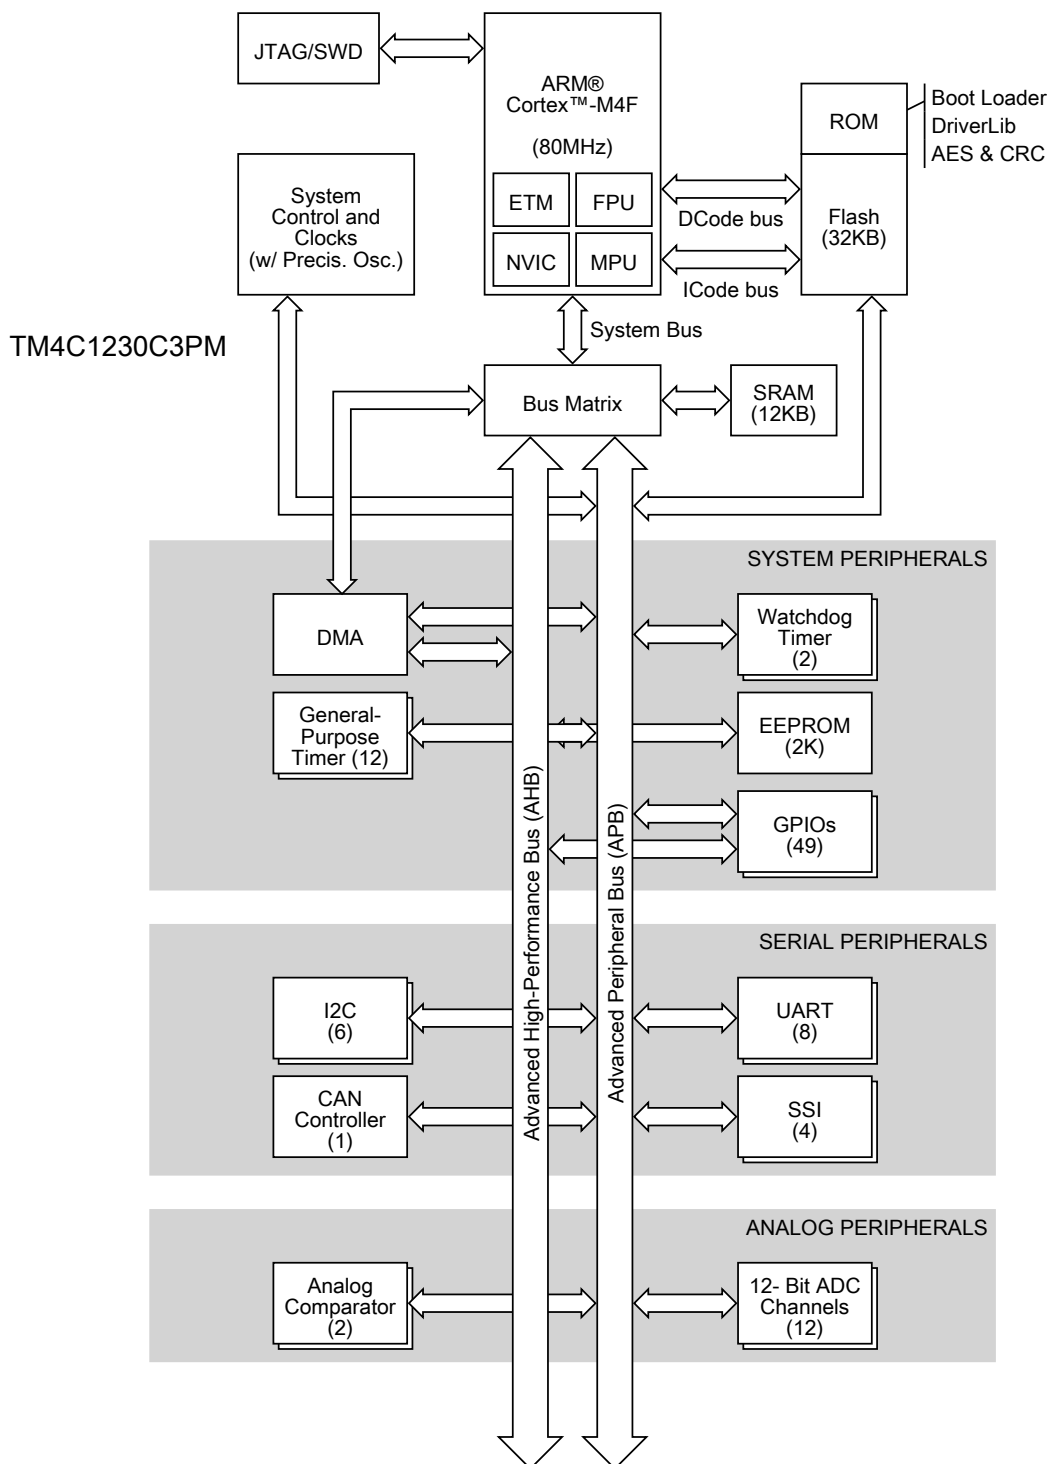 JTAG/SWD
ARM®
Cortex™-M4F
(80MHz)
ETM
FPU
NVIC
MPU
ROM
Boot Loader
DriverLib
AES & CRC
System
Control and
Clocks
(w/ Precis. Osc.)
DCode bus
Flash
(32KB)
ICode bus
TM4C1230C3PM
System Bus
Bus Matrix
SRAM
(12KB)
SYSTEM PERIPHERALS
DMA
Watchdog
Timer
(2)
General-
Purpose
Timer (12)
EEPROM
(2K)
GPIOs
(49)
Advanced High-Performance Bus (AHB)
Advanced Peripheral Bus (APB)
SERIAL PERIPHERALS
I2C
(6)
UART
(8)
CAN
Controller
(1)
SSI
(4)
ANALOG PERIPHERALS
Analog
Comparator
(2)
12- Bit ADC
Channels
(12)